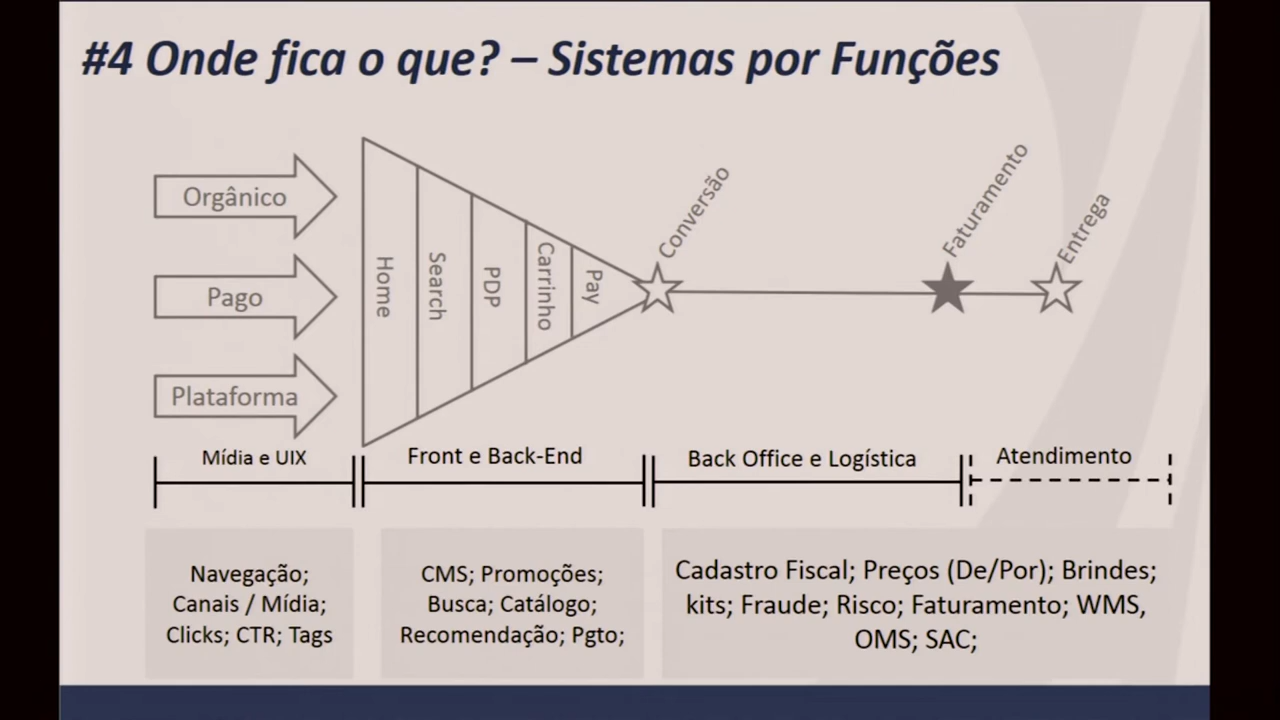 #4 Onde fica o que? – Sistemas por Funções
Orgânico
Pago
Plataforma
Home
Search
PDP
Carrinho
Pay
Conversão
Faturamento
Entrega
Mídia e UIX
Front e Back-End
Back Office e Logística
Atendimento
Navegação;
Canais / Mídia;
Clicks; CTR; Tags
CMS; Promoções;
Busca; Catálogo;
Recomendação; Pgto;
Cadastro Fiscal; Preços (De/Por); Brindes;
kits; Fraude; Risco; Faturamento; WMS,
OMS; SAC;